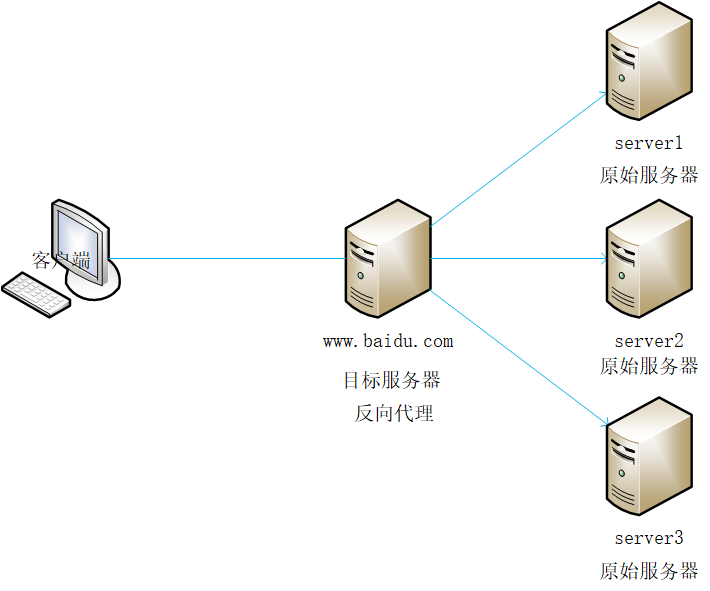 server1
原始服务器
客户端
www.baidu.com
目标服务器
反向代理
server2
原始服务器
server3
原始服务器